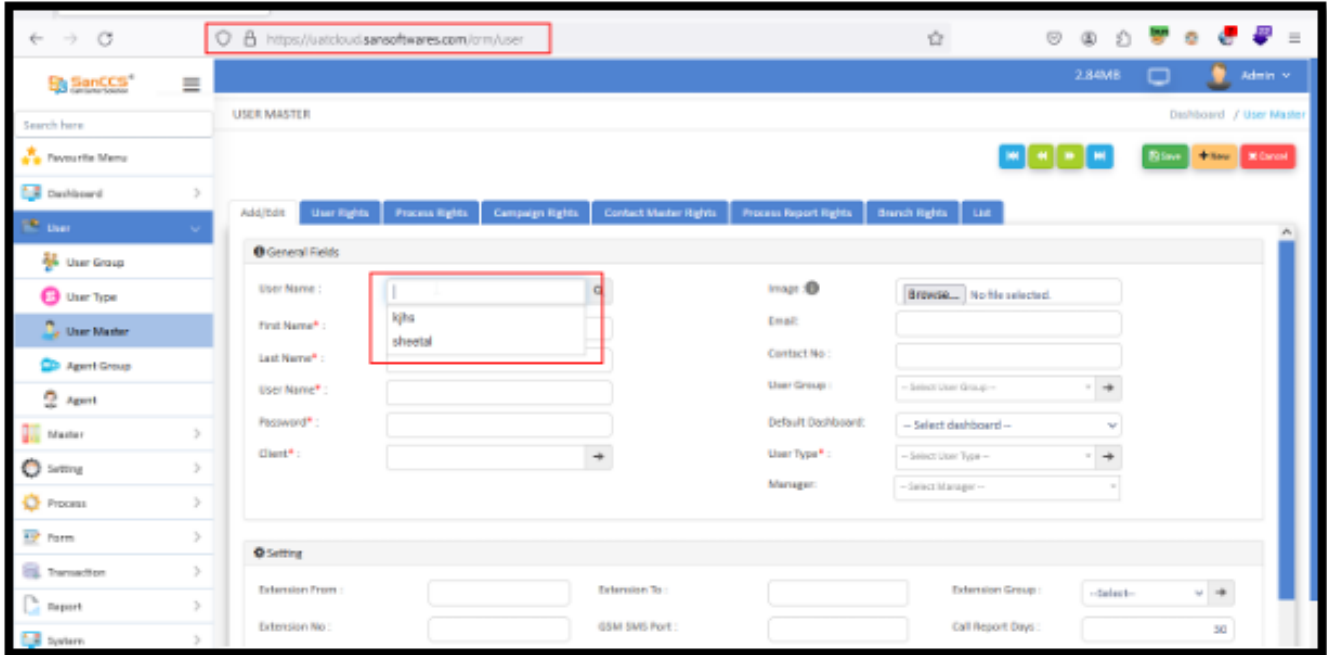 https://uatcloud.sansoftwares.com/crm/user
SanCCS
2.84MB
Admin
Search here
USER MASTER
Dashboard / User Master
Favourite Menu
Save
New
Cancel
Dashboard
User
Add/Edit
User Rights
Process Rights
Campaign Rights
Contact Master Rights
Process Report Rights
Branch Rights
List
User Group
User Type
User Master
Agent Group
Agent
Master
Setting
Process
Form
Transaction
Report
System
General Fields
User Name :
kjhs
sheetal
First Name* :
Last Name* :
User Name* :
Password* :
Client* :
Image :
Browse... No file selected.
Email:
Contact No :
User Group :
-- Select User Group --
Default Dashboard:
-- Select dashboard --
User Type* :
-- Select User Type --
Manager:
-- Select Manager --
Setting
Extension From :
Extension To :
Extension Group :
--Select--
Extension No :
GSM SMS Port :
Call Report Days :
50